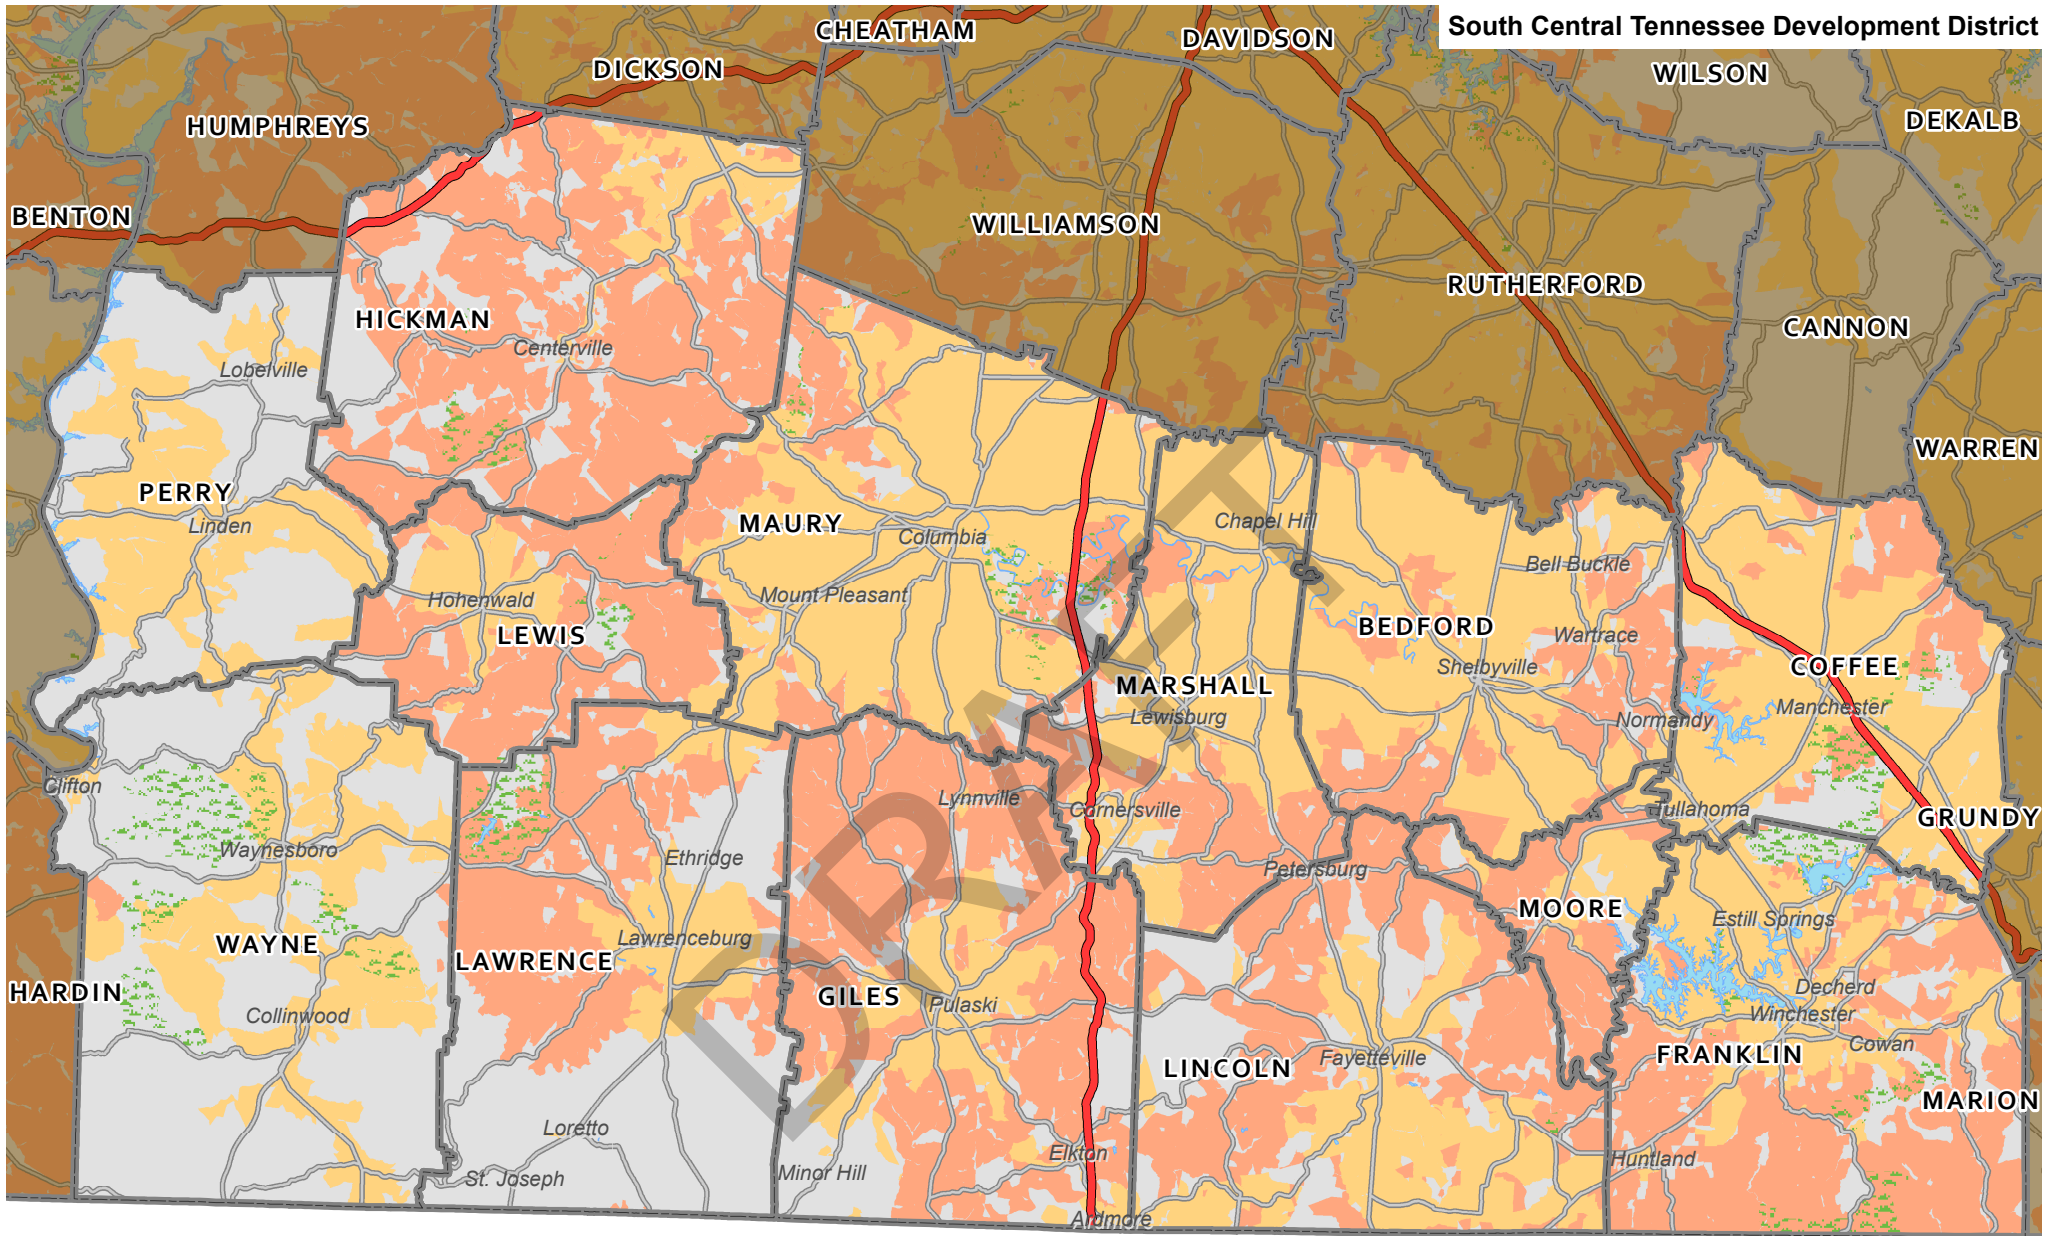 South Central Tennessee Development District
CHEATHAM
DAVIDSON
DICKSON
WILSON
HUMPHREYS
DEKALB
BENTON
WILLIAMSON
RUTHERFORD
HICKMAN
CANNON
Centerville
Lobelville
WARREN
PERRY
Linden
MAURY
Columbia
Chapel Hill
Bell Buckle
Hohenwald
Mount Pleasant
LEWIS
BEDFORD
Wartrace
Shelbyville
COFFEE
MARSHALL
Lewisburg
Normandy
Manchester
Clifton
Lynnville
Cornersville
Tullahoma
GRUNDY
Waynesboro
Ethridge
Petersburg
DRAFT
MOORE
Estill Springs
WAYNE
Lawrenceburg
LAWRENCE
HARDIN
GILES
Pulaski
Decherd
Collinwood
Winchester
LINCOLN
Fayetteville
FRANKLIN
Cowan
MARION
Loretto
Elkton
Huntland
St. Joseph
Minor Hill
Ardmore